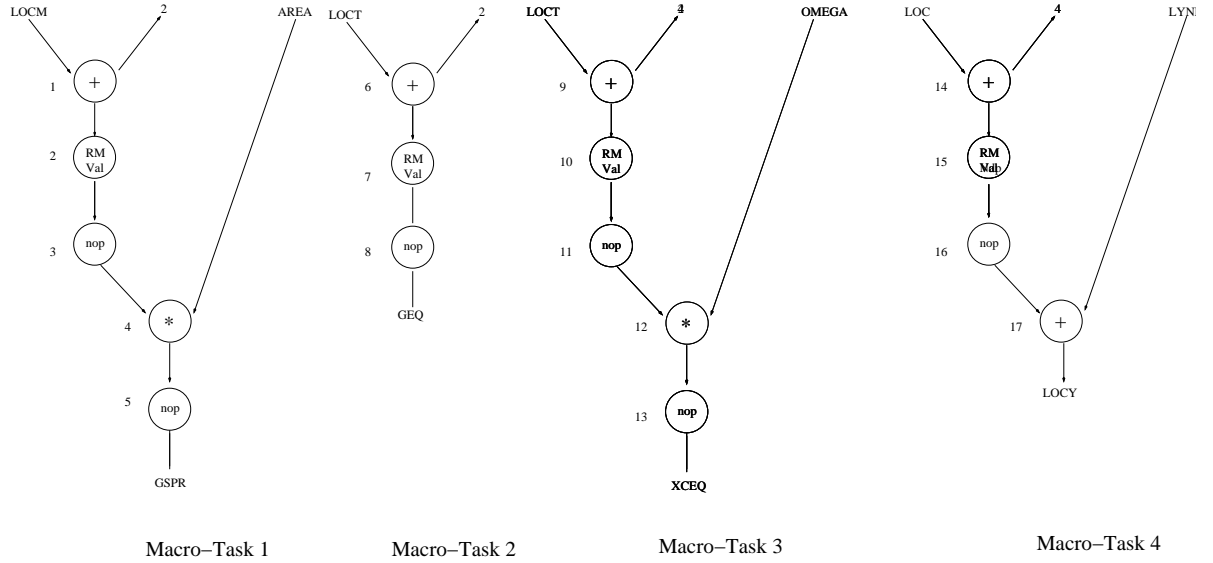 LOCM 2 AREA
1 +
2 RM
Val
3 nop
4 *
5 nop
GSPR
Macro−Task 1
LOCT 2
6 +
7 RM
Val
8 nop
GEQ
Macro−Task 2
LOCT OMEGA
9 +
10 RM
Val
11 nop
12 *
13 nop
XCEQ
Macro−Task 3
LOC 4
14 +
15 RM
Val
16 nop
17 +
LOCY
Macro−Task 4